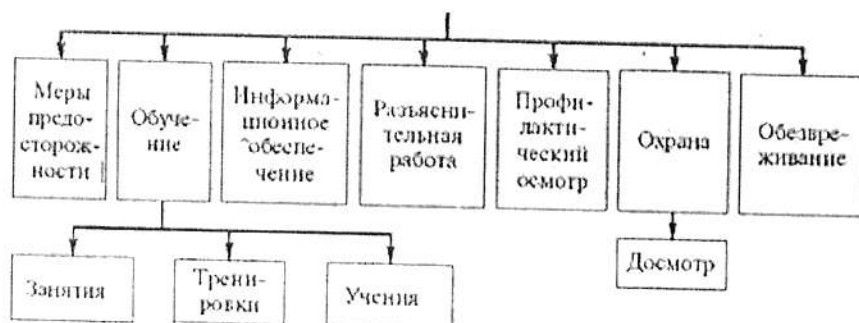 Меры
предо-
сторож-
ности
Обуче-
ние
Информа-
ционное
обеспе-
чение
Разъясни-
тельная
работа
Профи-
лакти-
ческий
осмотр
Охрана
Обезвре-
живание
Досмотр
Занятия
Трени-
ровки
Учения